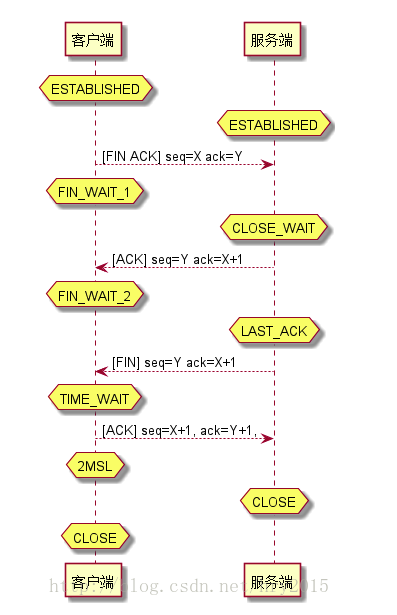 客户端 服务端
ESTABLISHED
ESTABLISHED
[FIN ACK] seq=X ack=Y
FIN_WAIT_1
CLOSE_WAIT
[ACK] seq=Y ack=X+1
FIN_WAIT_2
LAST_ACK
[FIN] seq=Y ack=X+1
TIME_WAIT
[ACK] seq=X+1, ack=Y+1,
2MSL
CLOSE
CLOSE
客户端 服务端